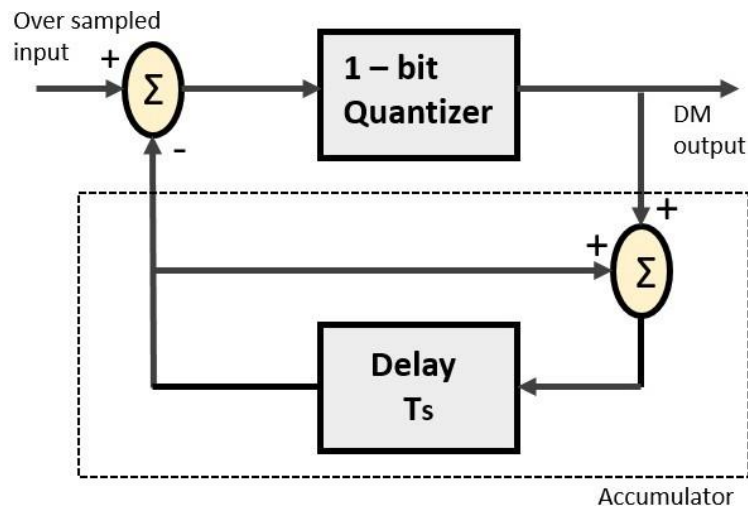 Over sampled
input
+
Σ
-
1 – bit
Quantizer
DM
output
+
+
Σ
Delay
Ts
Accumulator